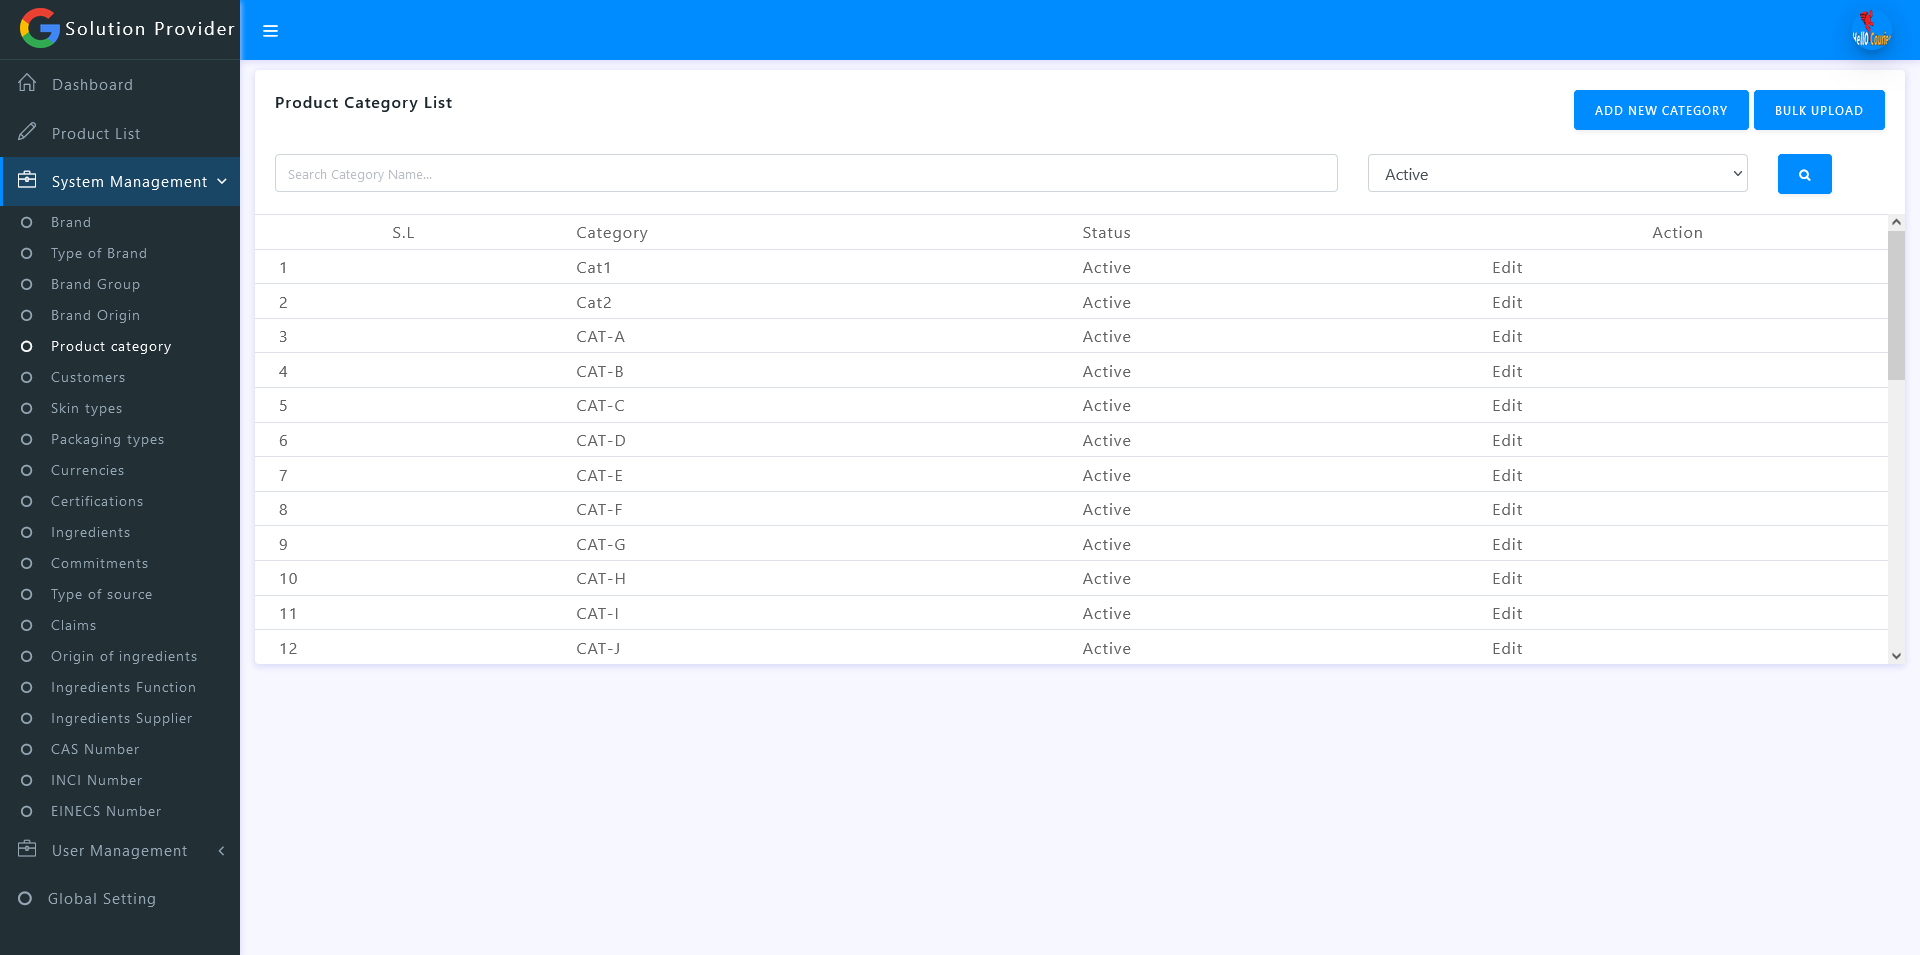 Solution Provider
Hello Courier
Dashboard
Product List
System Management
Brand
Type of Brand
Brand Group
Brand Origin
Product category
Customers
Skin types
Packaging types
Currencies
Certifications
Ingredients
Commitments
Type of source
Claims
Origin of ingredients
Ingredients Function
Ingredients Supplier
CAS Number
INCI Number
EINECS Number
User Management
Global Setting
Product Category List
ADD NEW CATEGORY BULK UPLOAD
Search Category Name... Active
S.L Category Status Action
1 Cat1 Active Edit
2 Cat2 Active Edit
3 CAT-A Active Edit
4 CAT-B Active Edit
5 CAT-C Active Edit
6 CAT-D Active Edit
7 CAT-E Active Edit
8 CAT-F Active Edit
9 CAT-G Active Edit
10 CAT-H Active Edit
11 CAT-I Active Edit
12 CAT-J Active Edit